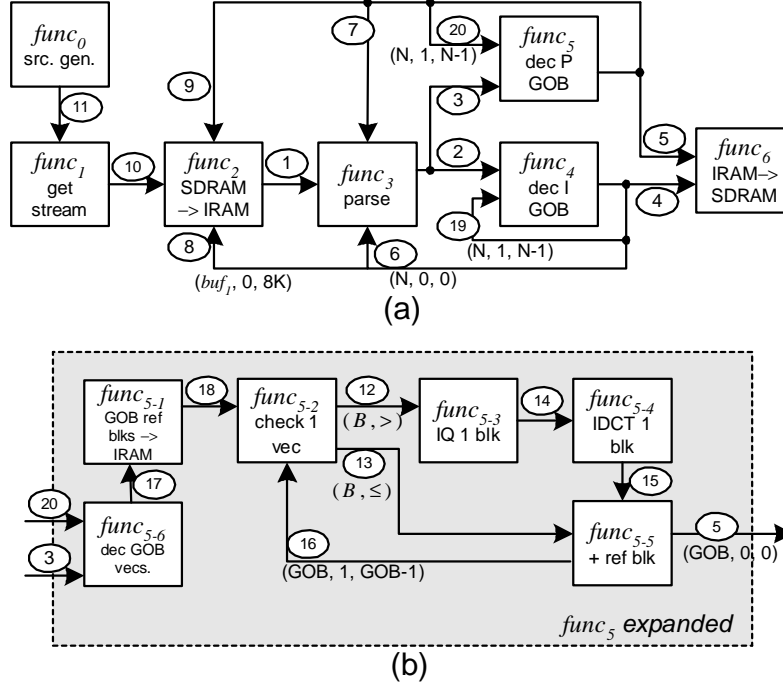 func0
src. gen.
11
func1
get
stream
10
9
func2
SDRAM
–> IRAM
8
(buf1, 0, 8K)
1
7
func3
parse
6
(N, 0, 0)
20
(N, 1, N-1)
3
2
func5
dec P
GOB
func4
dec I
GOB
19
(N, 1, N-1)
5
4
func6
IRAM–>
SDRAM
(a)
func5-1
GOB ref
blks –>
IRAM
18
17
20
3
func5-6
dec GOB
vecs.
func5-2
check 1
vec
12
(B, >)
13
(B, ≤)
func5-3
IQ 1 blk
14
func5-4
IDCT 1
blk
15
func5-5
+ ref blk
16
(GOB, 1, GOB-1)
5
(GOB, 0, 0)
func5 expanded
(b)